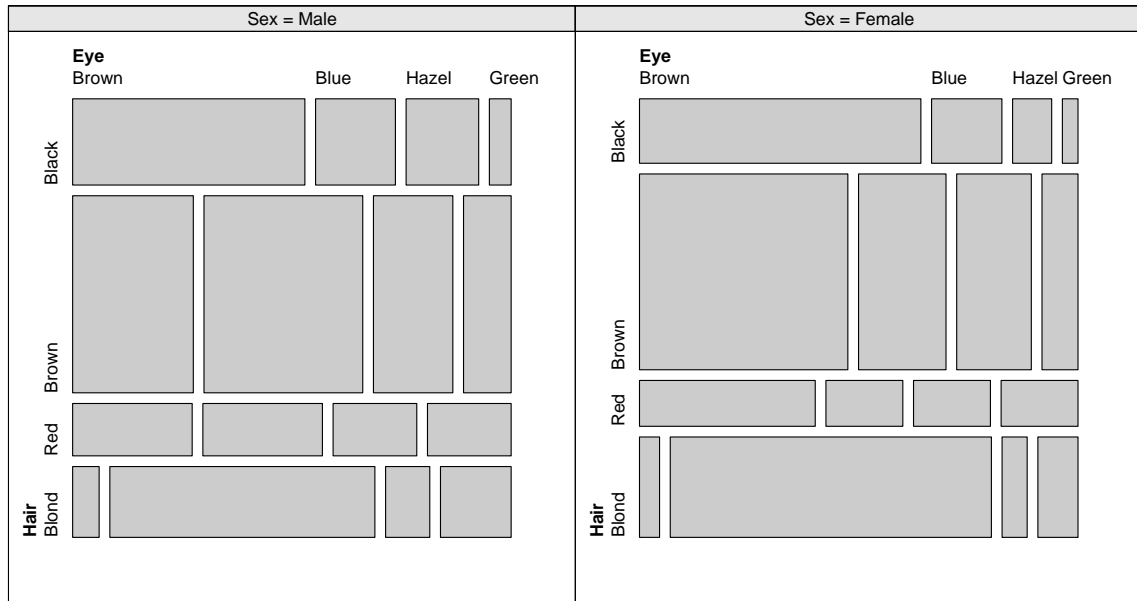 Sex = Male
Eye
Brown Blue Hazel Green
Black
Brown
Red
Blond
Hair
Sex = Female
Eye
Brown Blue Hazel Green
Black
Brown
Red
Blond
Hair